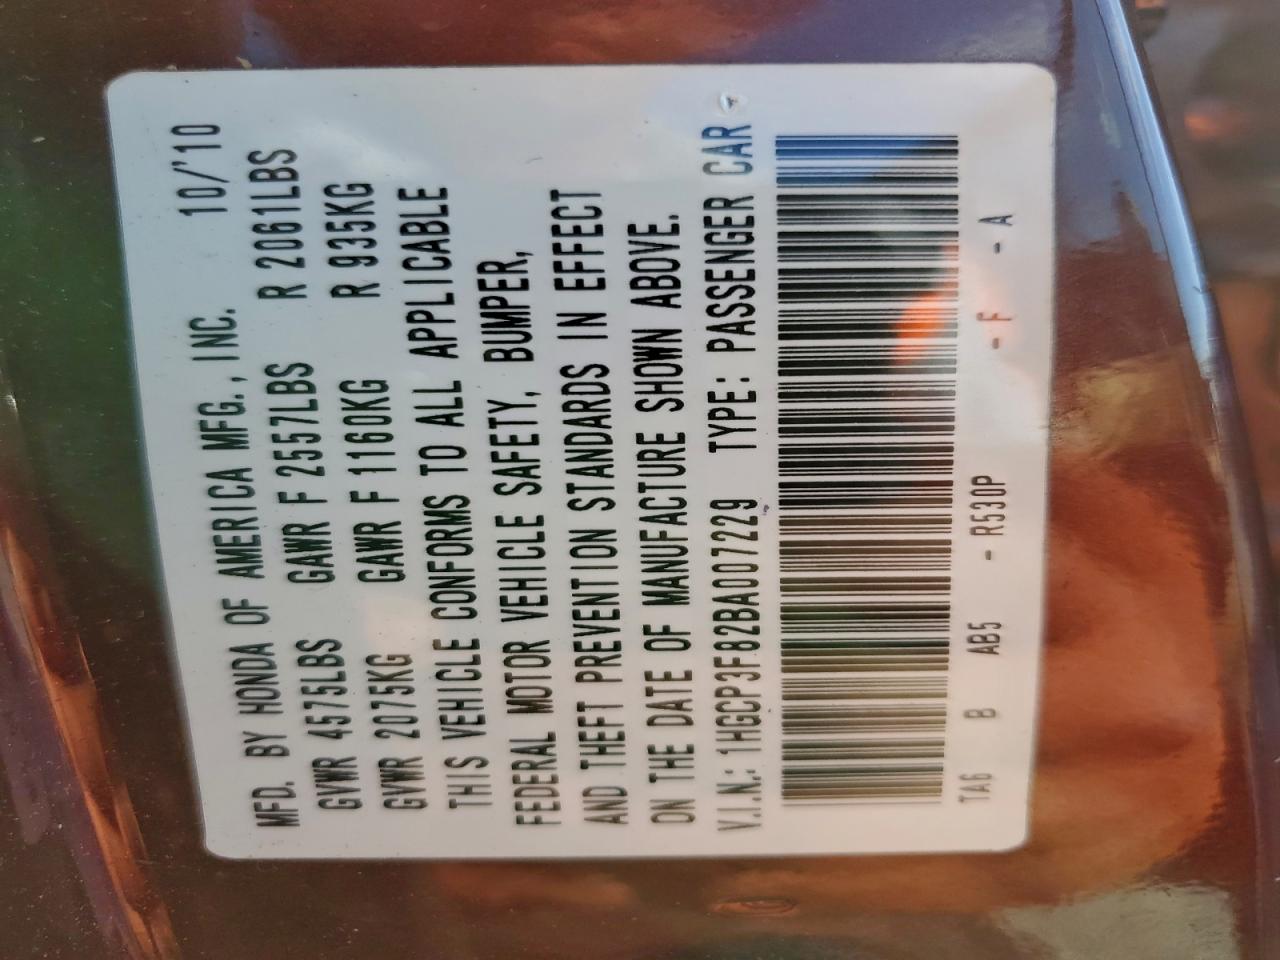 MFD. BY HONDA OF AMERICA MFG., INC. 10/'10
GVWR 4575LBS GAWR F 2557LBS R 2061LBS
GVWR 2075KG GAWR F 1160KG R 935KG
THIS VEHICLE CONFORMS TO ALL APPLICABLE
FEDERAL MOTOR VEHICLE SAFETY, BUMPER,
AND THEFT PREVENTION STANDARDS IN EFFECT
ON THE DATE OF MANUFACTURE SHOWN ABOVE.
V.I.N.: 1HGCP3F82BA007229 TYPE: PASSENGER CAR
TA6 B AB5 - R530P - F - A